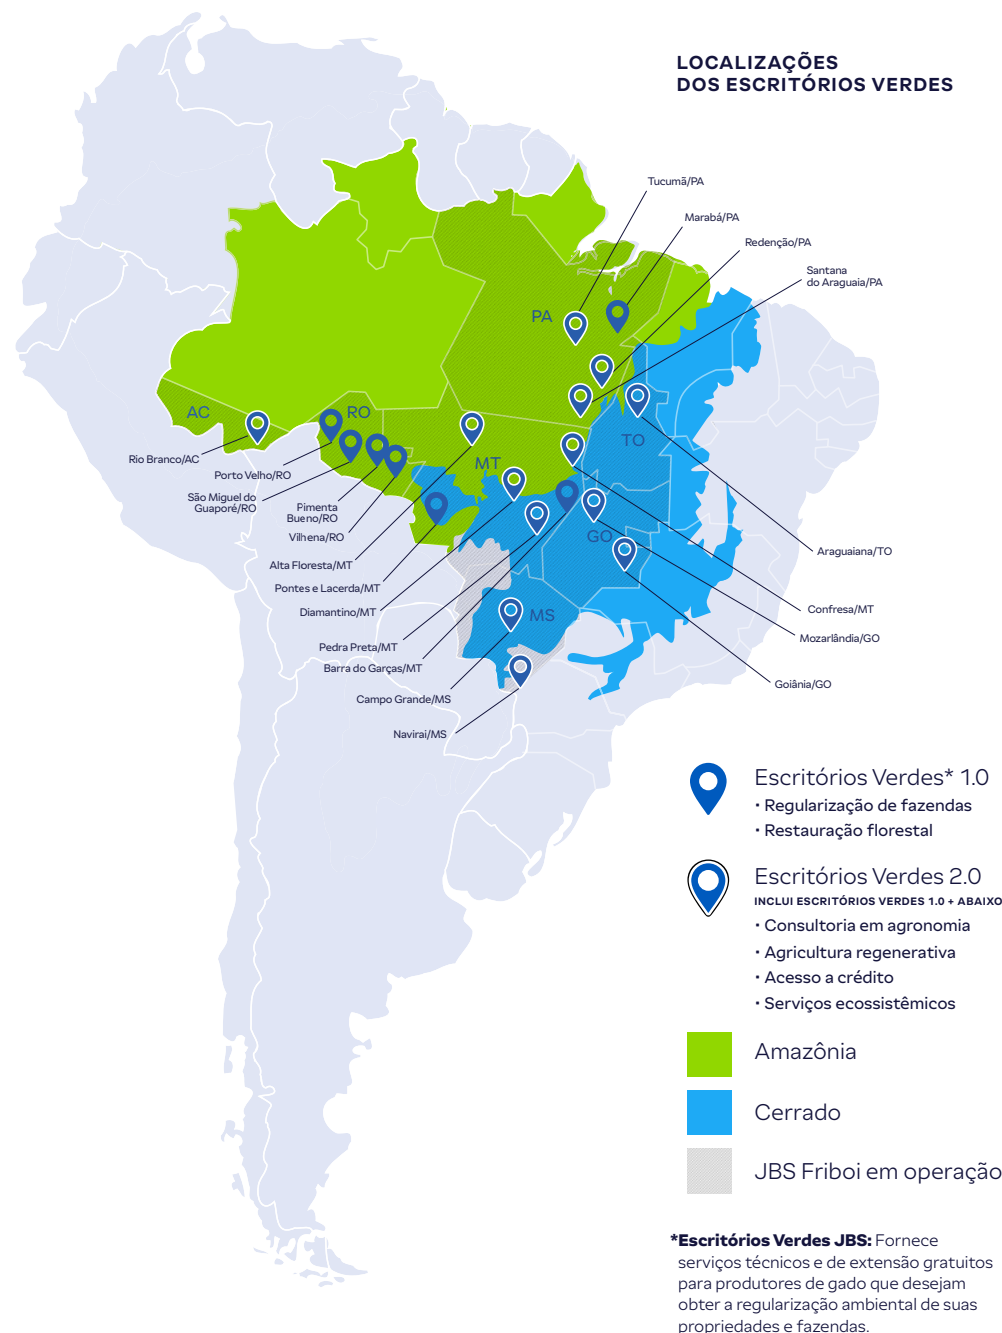 LOCALIZAÇÕES
DOS ESCRITÓRIOS VERDES
Tucumã/PA
Marabá/PA
Redenção/PA
Santana
do Araguaia/PA
PA
AC
RO
TO
MT
GO
MS
Rio Branco/AC
Porto Velho/RO
São Miguel do
Guaporé/RO
Pimenta
Bueno/RO
Vilhena/RO
Alta Floresta/MT
Pontes e Lacerda/MT
Diamantino/MT
Pedra Preta/MT
Barra do Garças/MT
Campo Grande/MS
Navirai/MS
Araguaiana/TO
Confresa/MT
Mozarlândia/GO
Goiânia/GO
Escritórios Verdes* 1.0
• Regularização de fazendas
• Restauração florestal
Escritórios Verdes 2.0
INCLUI ESCRITÓRIOS VERDES 1.0 + ABAIXO
• Consultoria em agronomia
• Agricultura regenerativa
• Acesso a crédito
• Serviços ecossistêmicos
Amazônia
Cerrado
JBS Friboi em operação
*Escritórios Verdes JBS: Fornece
serviços técnicos e de extensão gratuitos
para produtores de gado que desejam
obter a regularização ambiental de suas
propriedades e fazendas.